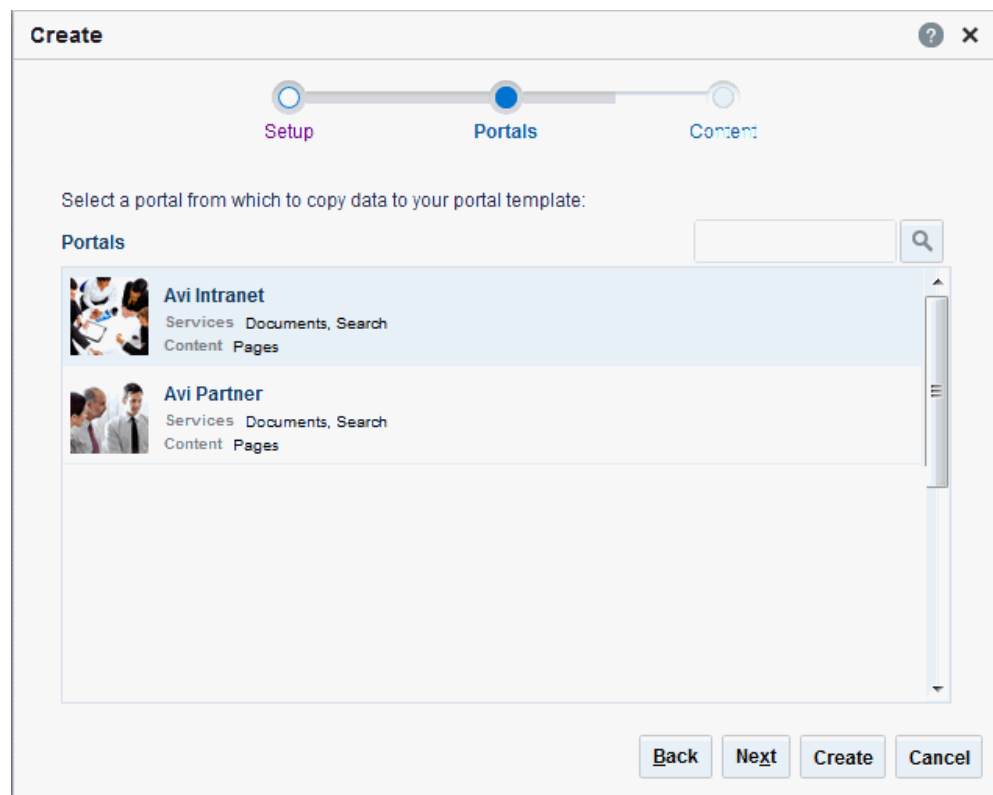 Create
Setup Portals Content
Select a portal from which to copy data to your portal template:
Portals
Avi Intranet
Services Documents, Search
Content Pages
Avi Partner
Services Documents, Search
Content Pages
Back Next Create Cancel